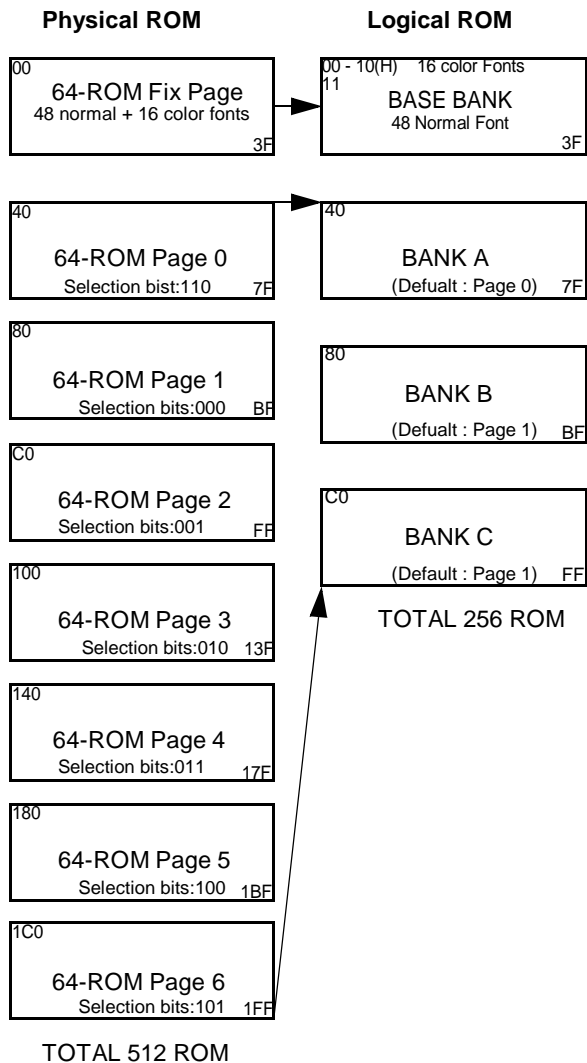 Physical ROM
00
64-ROM Fix Page
48 normal + 16 color fonts
3F
40
64-ROM Page 0
Selection bist:110
7F
80
64-ROM Page 1
Selection bits:000
BF
C0
64-ROM Page 2
Selection bits:001
FF
100
64-ROM Page 3
Selection bits:010
13F
140
64-ROM Page 4
Selection bits:011
17F
180
64-ROM Page 5
Selection bits:100
1BF
1C0
64-ROM Page 6
Selection bits:101
1FF
TOTAL 512 ROM
Logical ROM
00 - 10(H) 16 color Fonts
11
BASE BANK
48 Normal Font
3F
40
BANK A
(Defualt : Page 0)
7F
80
BANK B
(Defualt : Page 1)
BF
C0
BANK C
(Default : Page 1)
FF
TOTAL 256 ROM